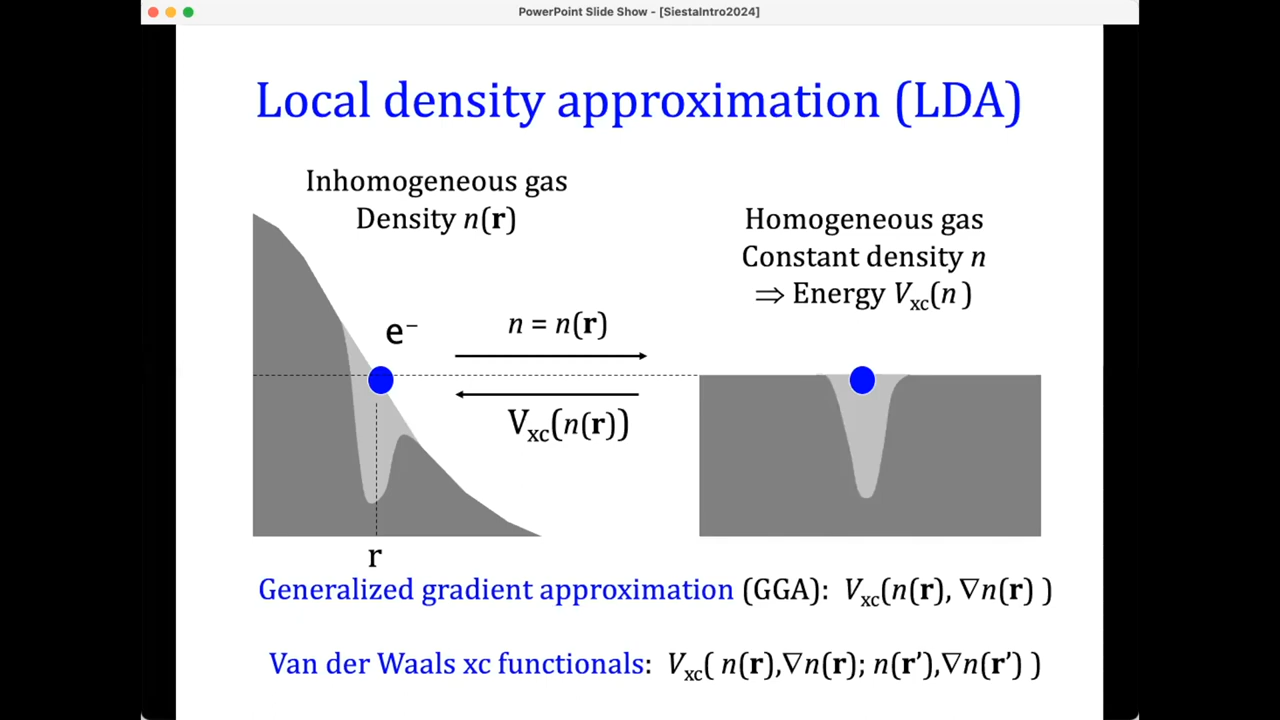 PowerPoint Slide Show - [SiestaIntro2024]
Local density approximation (LDA)
Inhomogeneous gas
Density n(r)
Homogeneous gas
Constant density n
⇒ Energy Vxc(n )
e⁻
n = n(r)
Vxc(n(r))
r
Generalized gradient approximation (GGA): Vxc(n(r), ∇n(r) )
Van der Waals xc functionals: Vxc( n(r),∇n(r); n(r’),∇n(r’) )